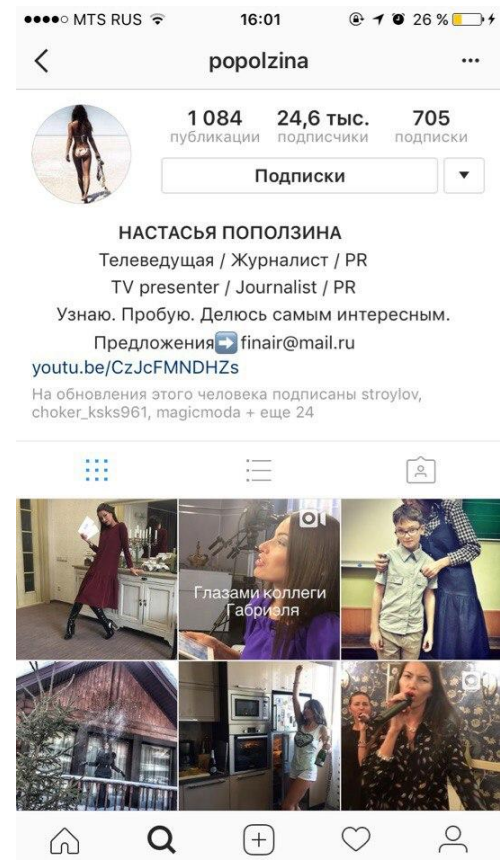 MTS RUS 16:01 26 %
popolzina
1 084 24,6 тыс. 705
публикации подписчики подписки
Подписки
НАСТАСЬЯ ПОПОЛЗИНА
Телеведущая / Журналист / PR
TV presenter / Journalist / PR
Узнаю. Пробую. Делюсь самым интересным.
Предложения➡️finair@mail.ru
youtu.be/CzJcFMNDHZs
На обновления этого человека подписаны stroylov,
choker_ksks961, magicmoda + еще 24
Глазами коллеги
Габриэля